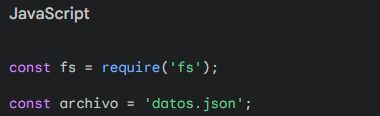 JavaScript
const fs = require('fs');
const archivo = 'datos.json';